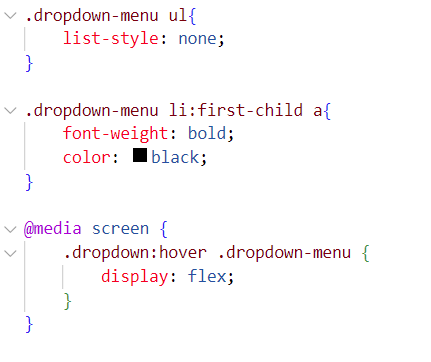 .dropdown-menu ul{
list-style: none;
}
.dropdown-menu li:first-child a{
font-weight: bold;
color: black;
}
@media screen {
.dropdown:hover .dropdown-menu {
display: flex;
}
}